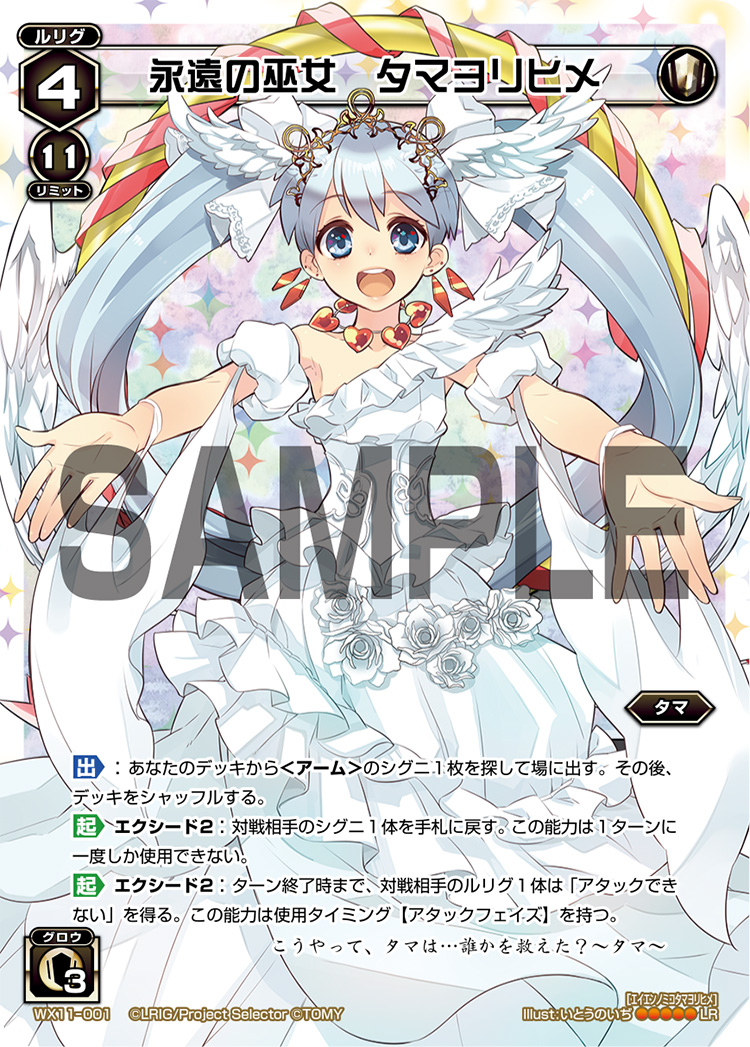 ルリグ
4
永遠の巫女　タマヨリヒメ
11
リミット
SAMPLE
タマ
出：あなたのデッキから<アーム>のシグニ１枚を探して場に出す。その後、
デッキをシャッフルする。
起 エクシード２：対戦相手のシグニ１体を手札に戻す。この能力は１ターンに
一度しか使用できない。
起 エクシード２：ターン終了時まで、対戦相手のルリグ１体は「アタックでき
ない」を得る。この能力は使用タイミング【アタックフェイズ】を持つ。
こうやって、タマは…誰かを救えた？～タマ～
グロウ
3
[エイエンノミコタマヨリヒメ]
WX11-001 ©LRIG/Project Selector ©TOMY
Illust:いとうのいぢ LR